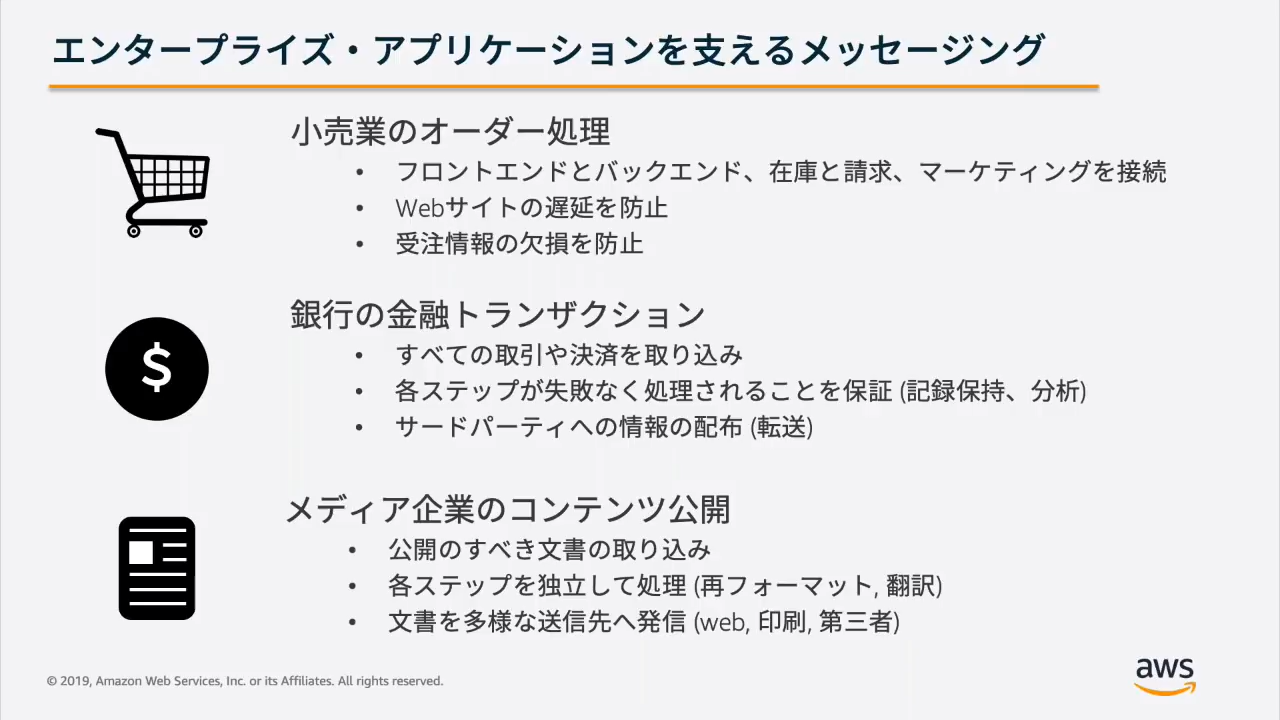 エンタープライズ・アプリケーションを支えるメッセージング
小売業のオーダー処理
• フロントエンドとバックエンド、在庫と請求、マーケティングを接続
• Webサイトの遅延を防止
• 受注情報の欠損を防止
$
銀行の金融トランザクション
• すべての取引や決済を取り込み
• 各ステップが失敗なく処理されることを保証 (記録保持、分析)
• サードパーティへの情報の配布 (転送)
メディア企業のコンテンツ公開
• 公開のすべき文書の取り込み
• 各ステップを独立して処理 (再フォーマット, 翻訳)
• 文書を多様な送信先へ発信 (web, 印刷, 第三者)
© 2019, Amazon Web Services, Inc. or its Affiliates. All rights reserved.
aws